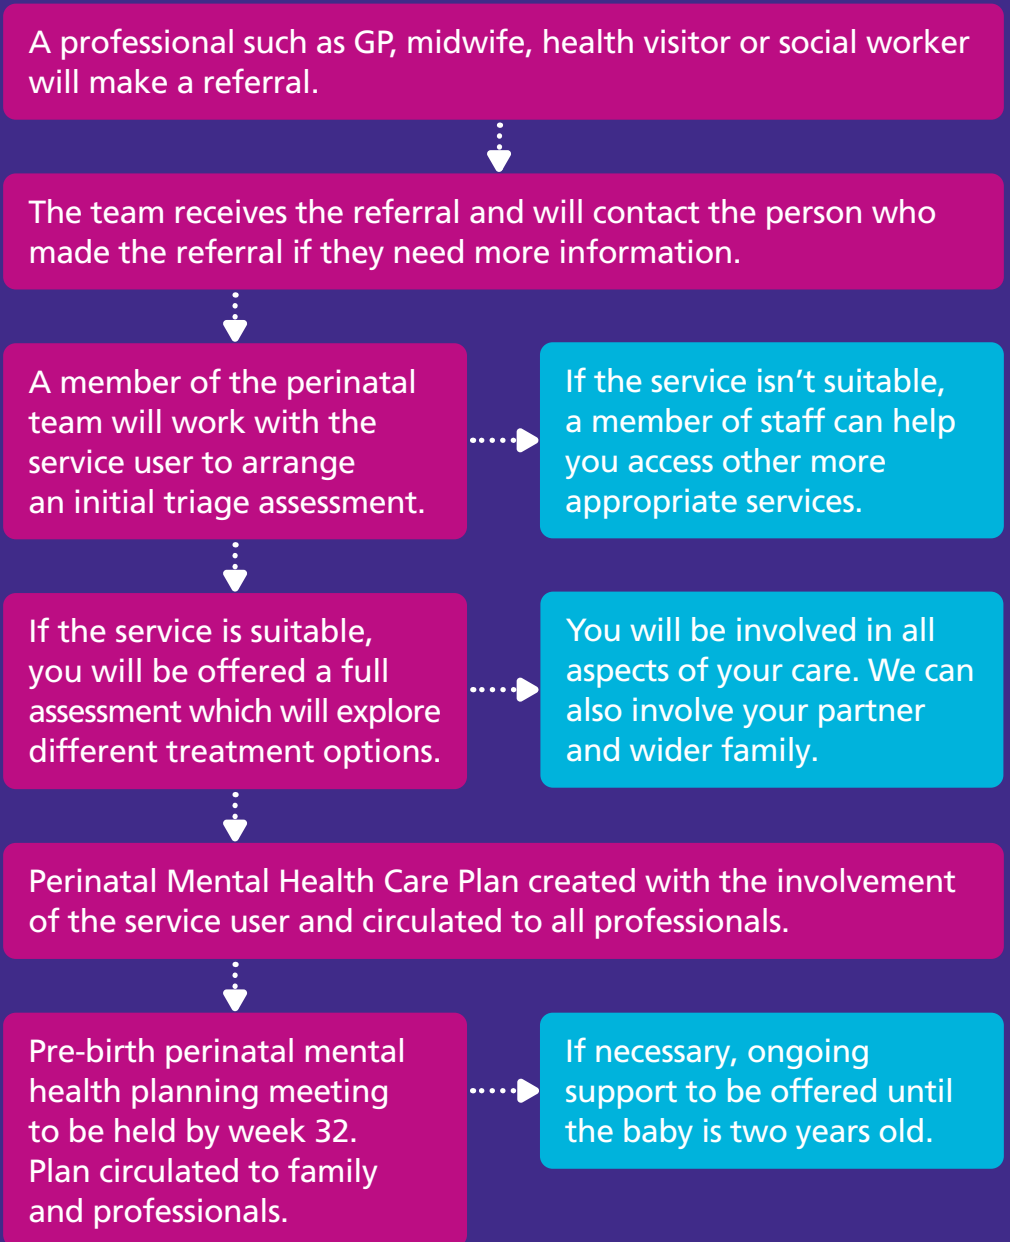 A professional such as GP, midwife, health visitor or social worker
will make a referral.
The team receives the referral and will contact the person who
made the referral if they need more information.
A member of the perinatal
team will work with the
service user to arrange
an initial triage assessment.
If the service isn’t suitable,
a member of staff can help
you access other more
appropriate services.
If the service is suitable,
you will be offered a full
assessment which will explore
different treatment options.
You will be involved in all
aspects of your care. We can
also involve your partner
and wider family.
Perinatal Mental Health Care Plan created with the involvement
of the service user and circulated to all professionals.
Pre-birth perinatal mental
health planning meeting
to be held by week 32.
Plan circulated to family
and professionals.
If necessary, ongoing
support to be offered until
the baby is two years old.